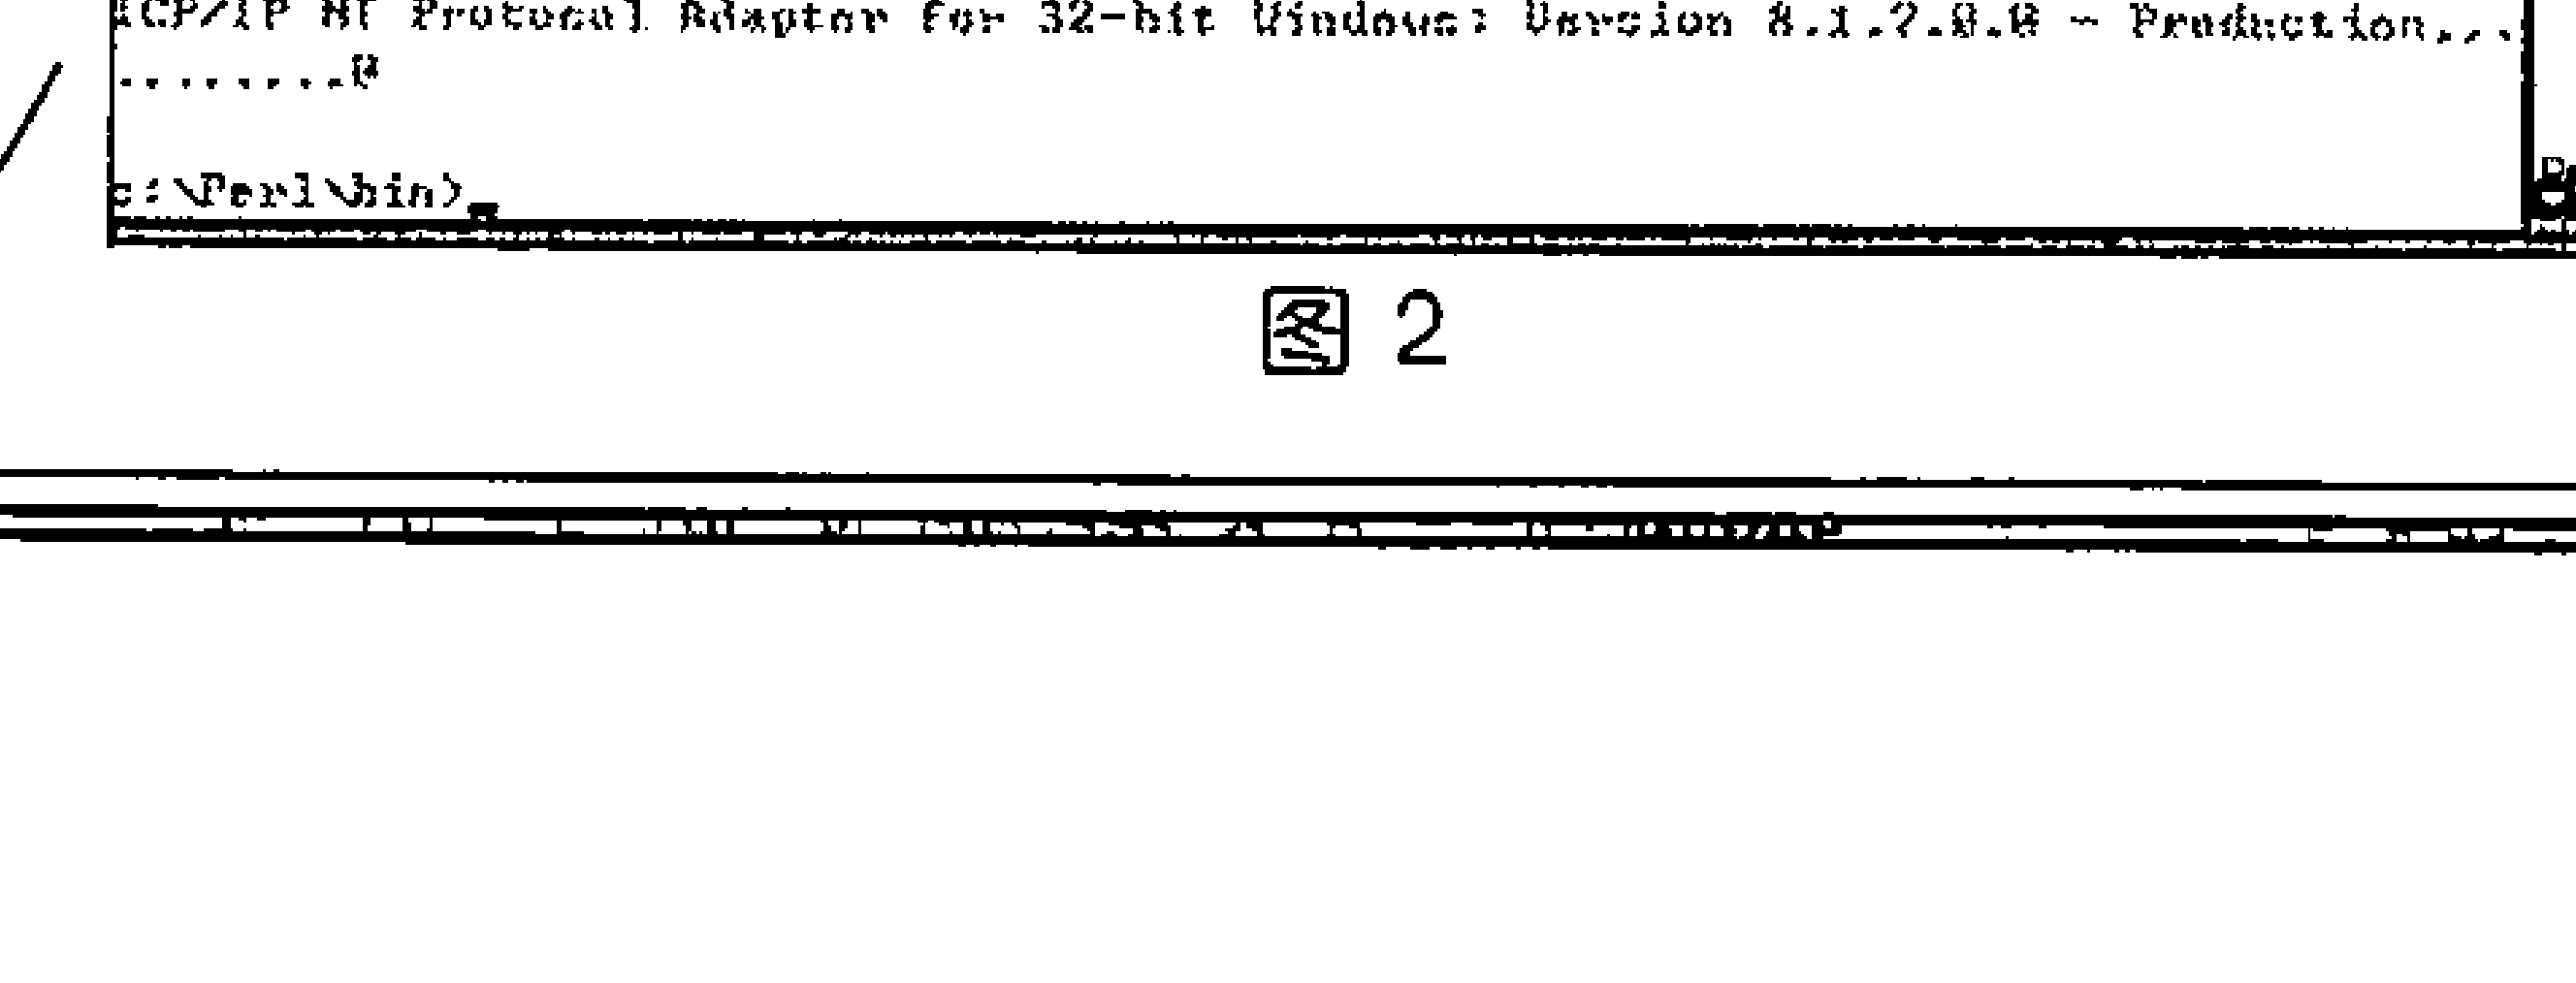 TCP/IP NT Protocol Adapter for 32-bit Windows: Version 8.1.7.0.0 - Production...
........@
c:\Perl\bin>_
图 2